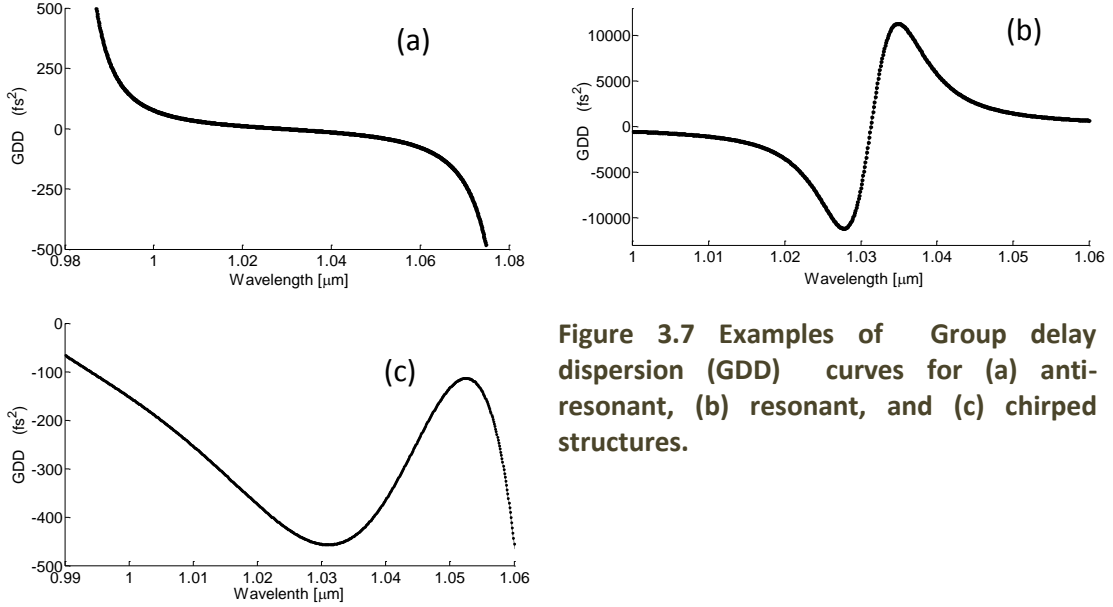 500
250
0
-250
-500
GDD (fs²)
(a)
0.98 1 1.02 1.04 1.06 1.08
Wavelength [μm]
10000
5000
0
-5000
-10000
GDD (fs²)
(b)
1 1.01 1.02 1.03 1.04 1.05 1.06
Wavelength [μm]
0
-100
-200
-300
-400
-500
GDD (fs²)
(c)
0.99 1 1.01 1.02 1.03 1.04 1.05 1.06
Wavelenth [μm]
Figure 3.7 Examples of Group delay
dispersion (GDD) curves for (a) anti-
resonant, (b) resonant, and (c) chirped
structures.